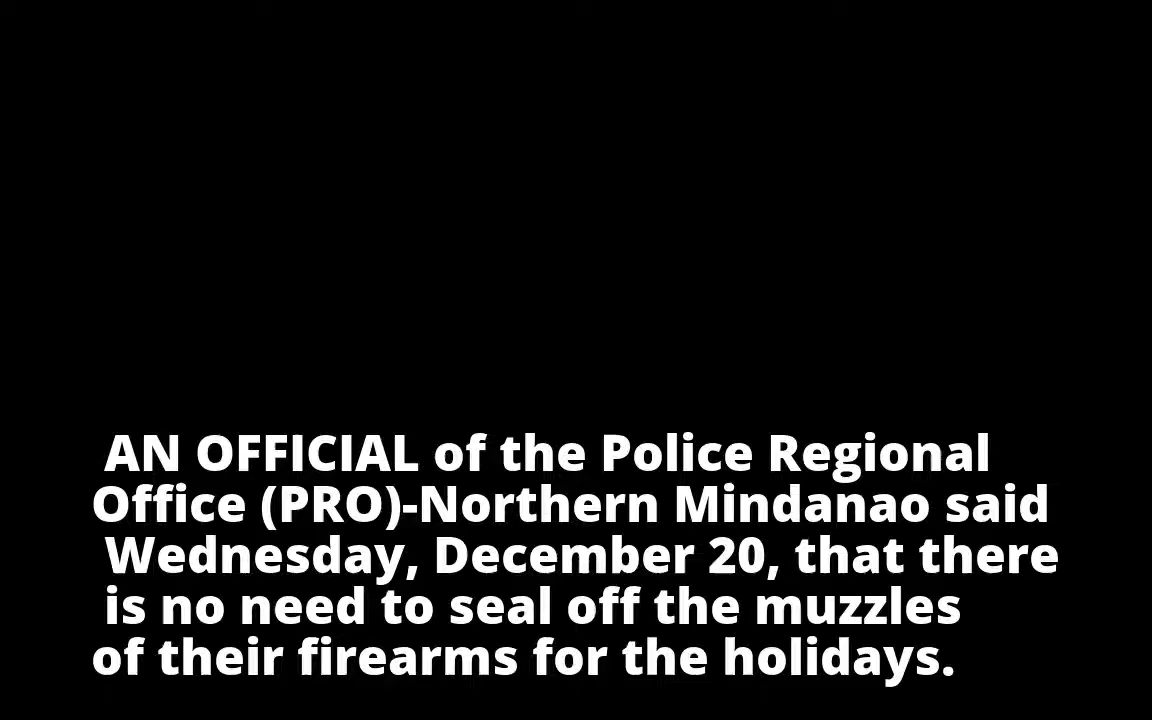 AN OFFICIAL of the Police Regional
Office (PRO)-Northern Mindanao said
Wednesday, December 20, that there
is no need to seal off the muzzles
of their firearms for the holidays.